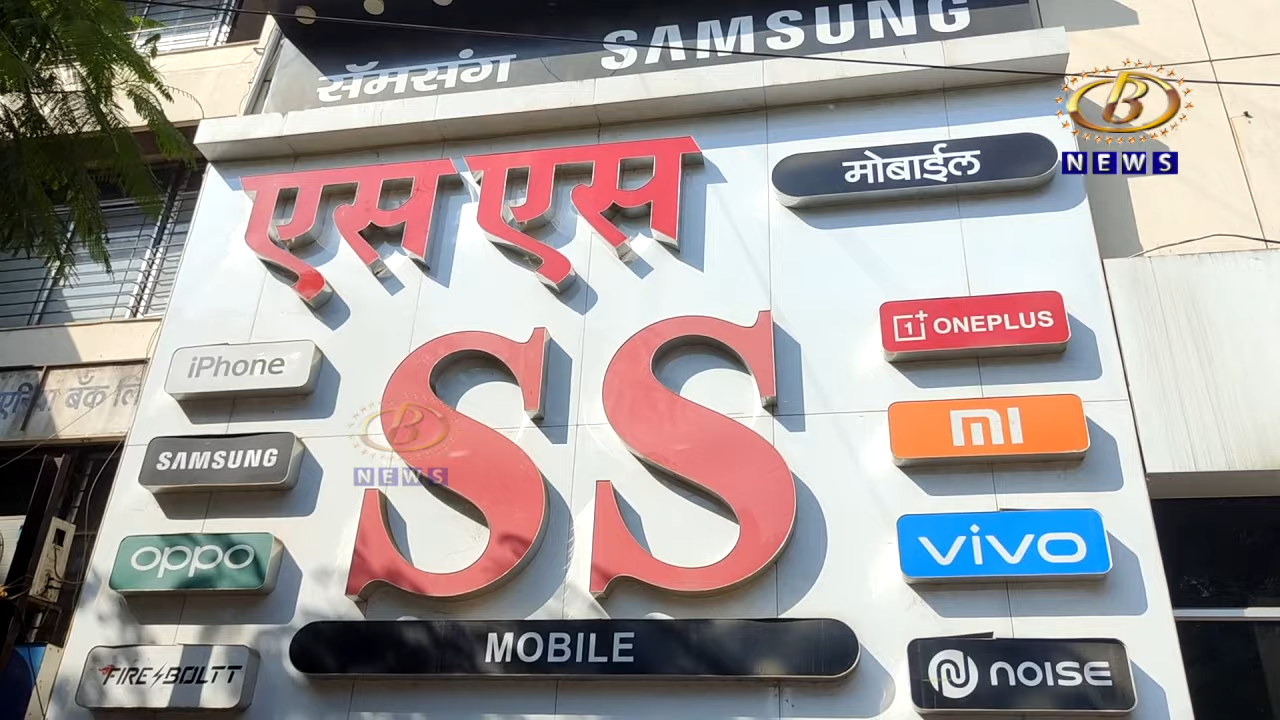 सॅमसंग SAMSUNG
B
NEWS
एस एस
मोबाईल
SS
MOBILE
iPhone
SAMSUNG
oppo
FIRE BOLTT
1+ ONEPLUS
mi
vivo
noise
B
NEWS
बँक लि